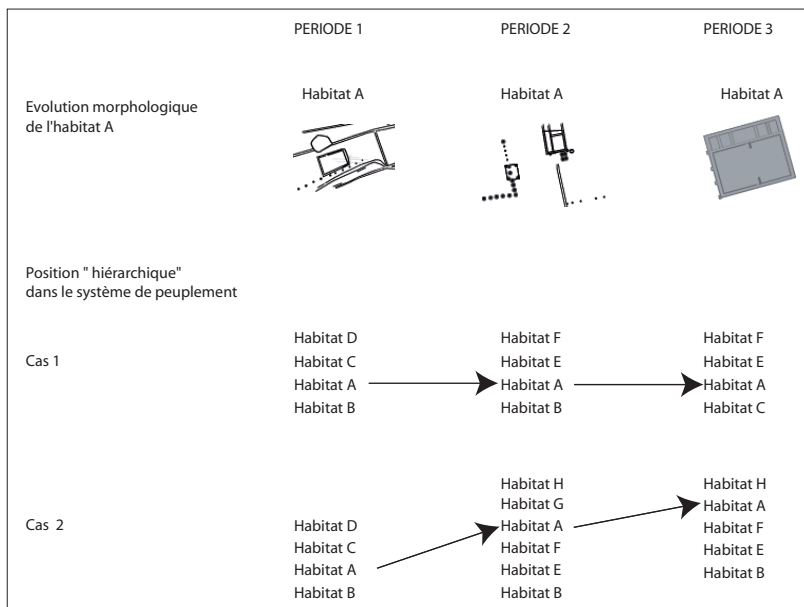 PERIODE 1 PERIODE 2 PERIODE 3
Evolution morphologique
de l'habitat A
Habitat A Habitat A Habitat A
Position " hiérarchique"
dans le système de peuplement
Cas 1
Habitat D Habitat F Habitat F
Habitat C Habitat E Habitat E
Habitat A Habitat A Habitat A
Habitat B Habitat B Habitat C
Cas 2
Habitat D
Habitat C
Habitat A
Habitat B
Habitat H
Habitat G
Habitat A
Habitat F
Habitat E
Habitat B
Habitat H
Habitat A
Habitat F
Habitat E
Habitat B